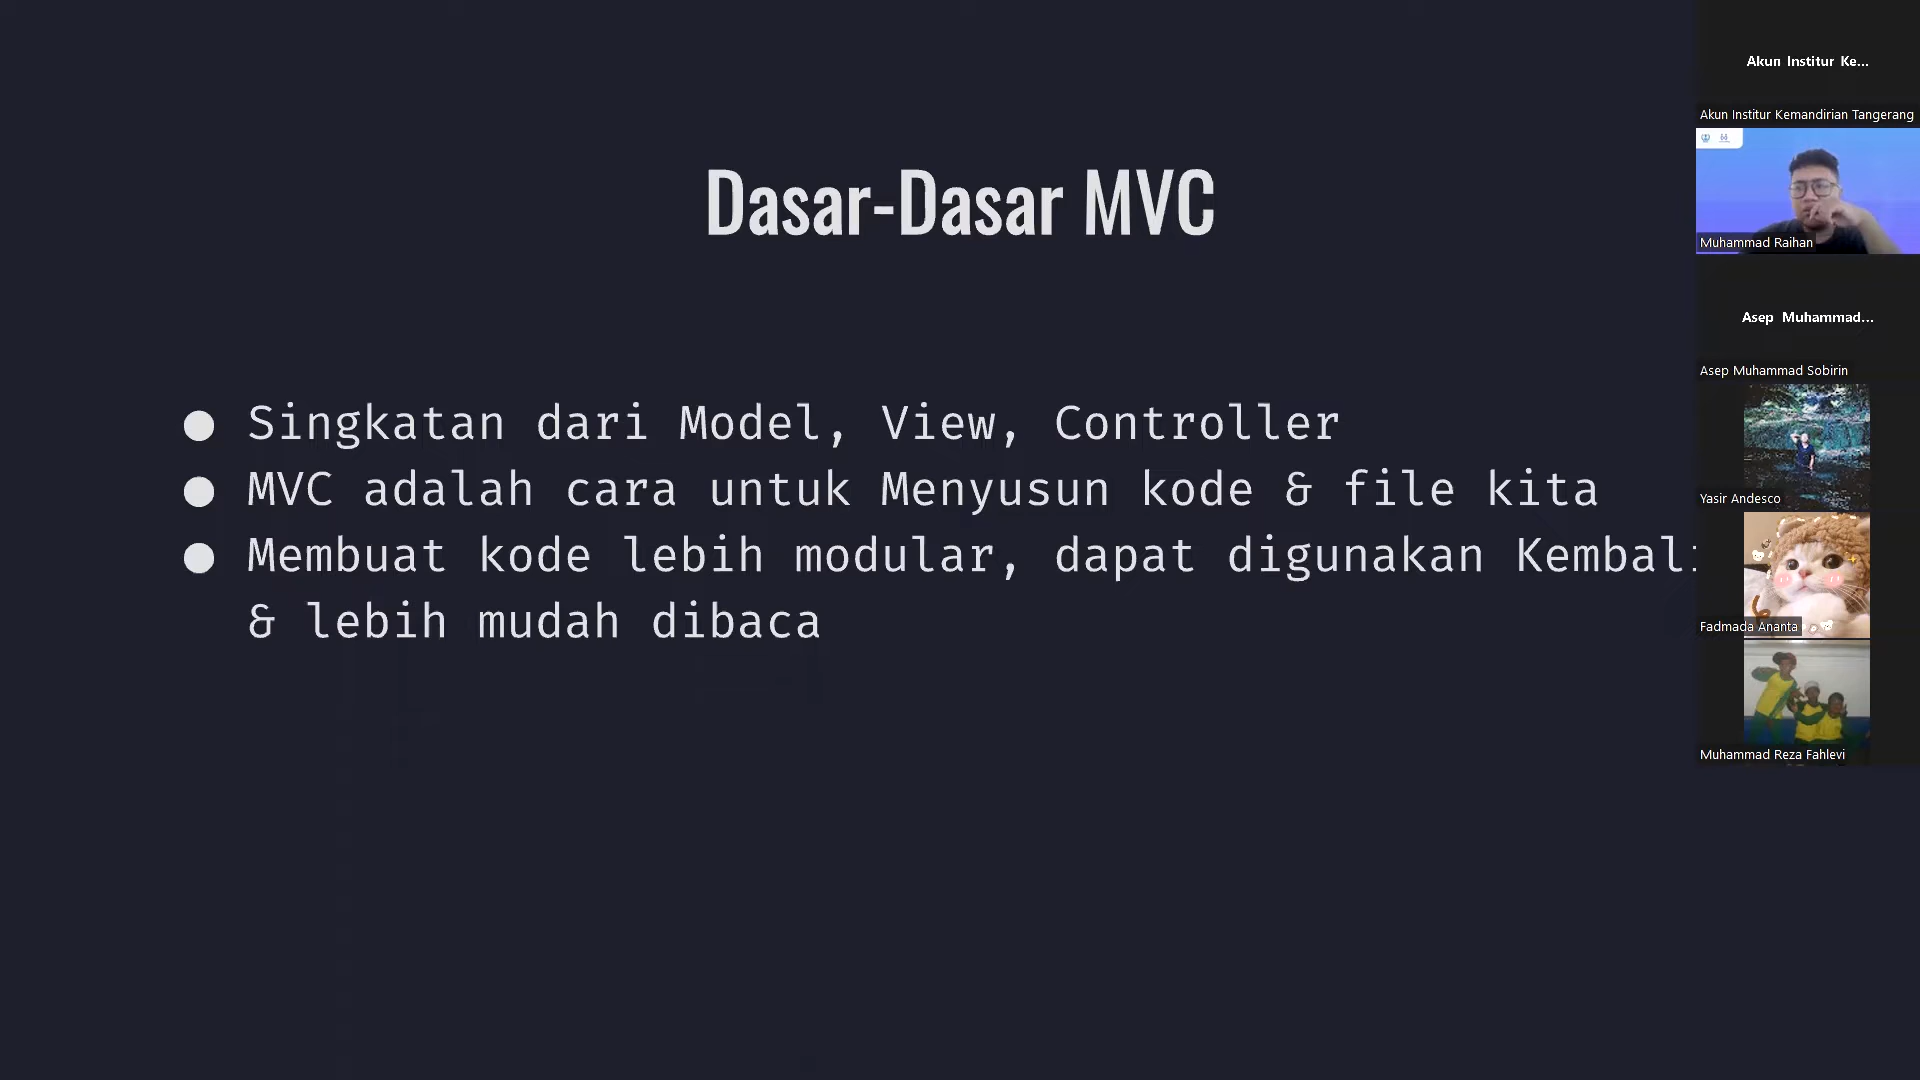 Dasar-Dasar MVC
● Singkatan dari Model, View, Controller
● MVC adalah cara untuk Menyusun kode & file kita
● Membuat kode lebih modular, dapat digunakan Kembali
& lebih mudah dibaca
Akun Institur Ke...
Akun Institur Kemandirian Tangerang
Muhammad Raihan
Asep Muhammad...
Asep Muhammad Sobirin
Yasir Andesco
Fadmada Ananta
Muhammad Reza Fahlevi